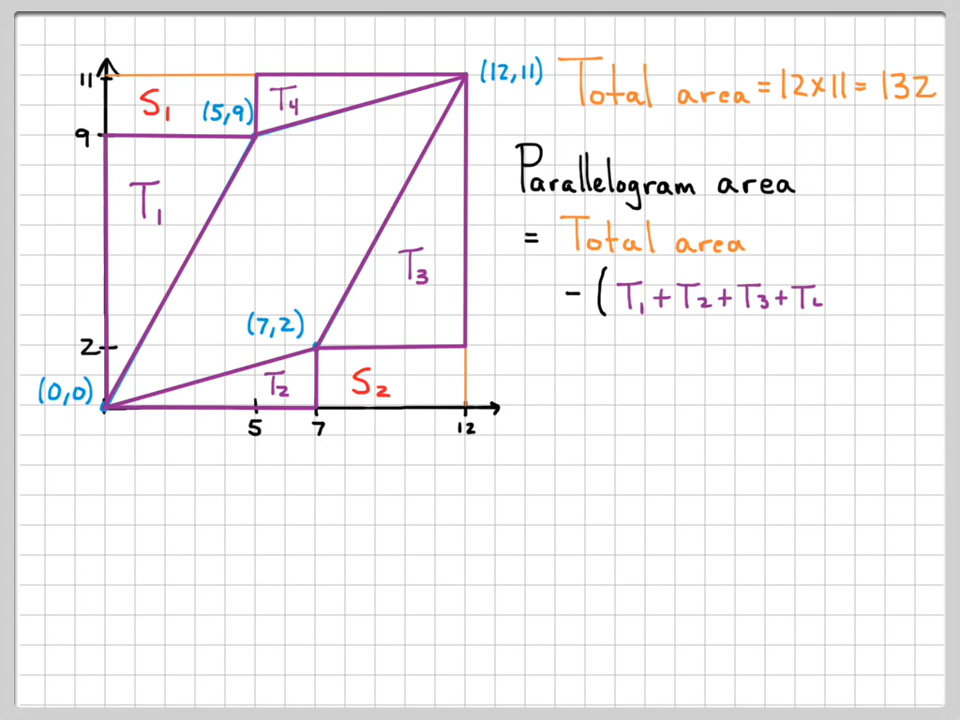 11
9
2
(0,0)
5
7
12
S1
T1
(5,9)
T4
(12,11)
T3
(7,2)
T2
S2
Total area = 12×11 = 132
Parallelogram area
= Total area
- ( T1 + T2 + T3 + T